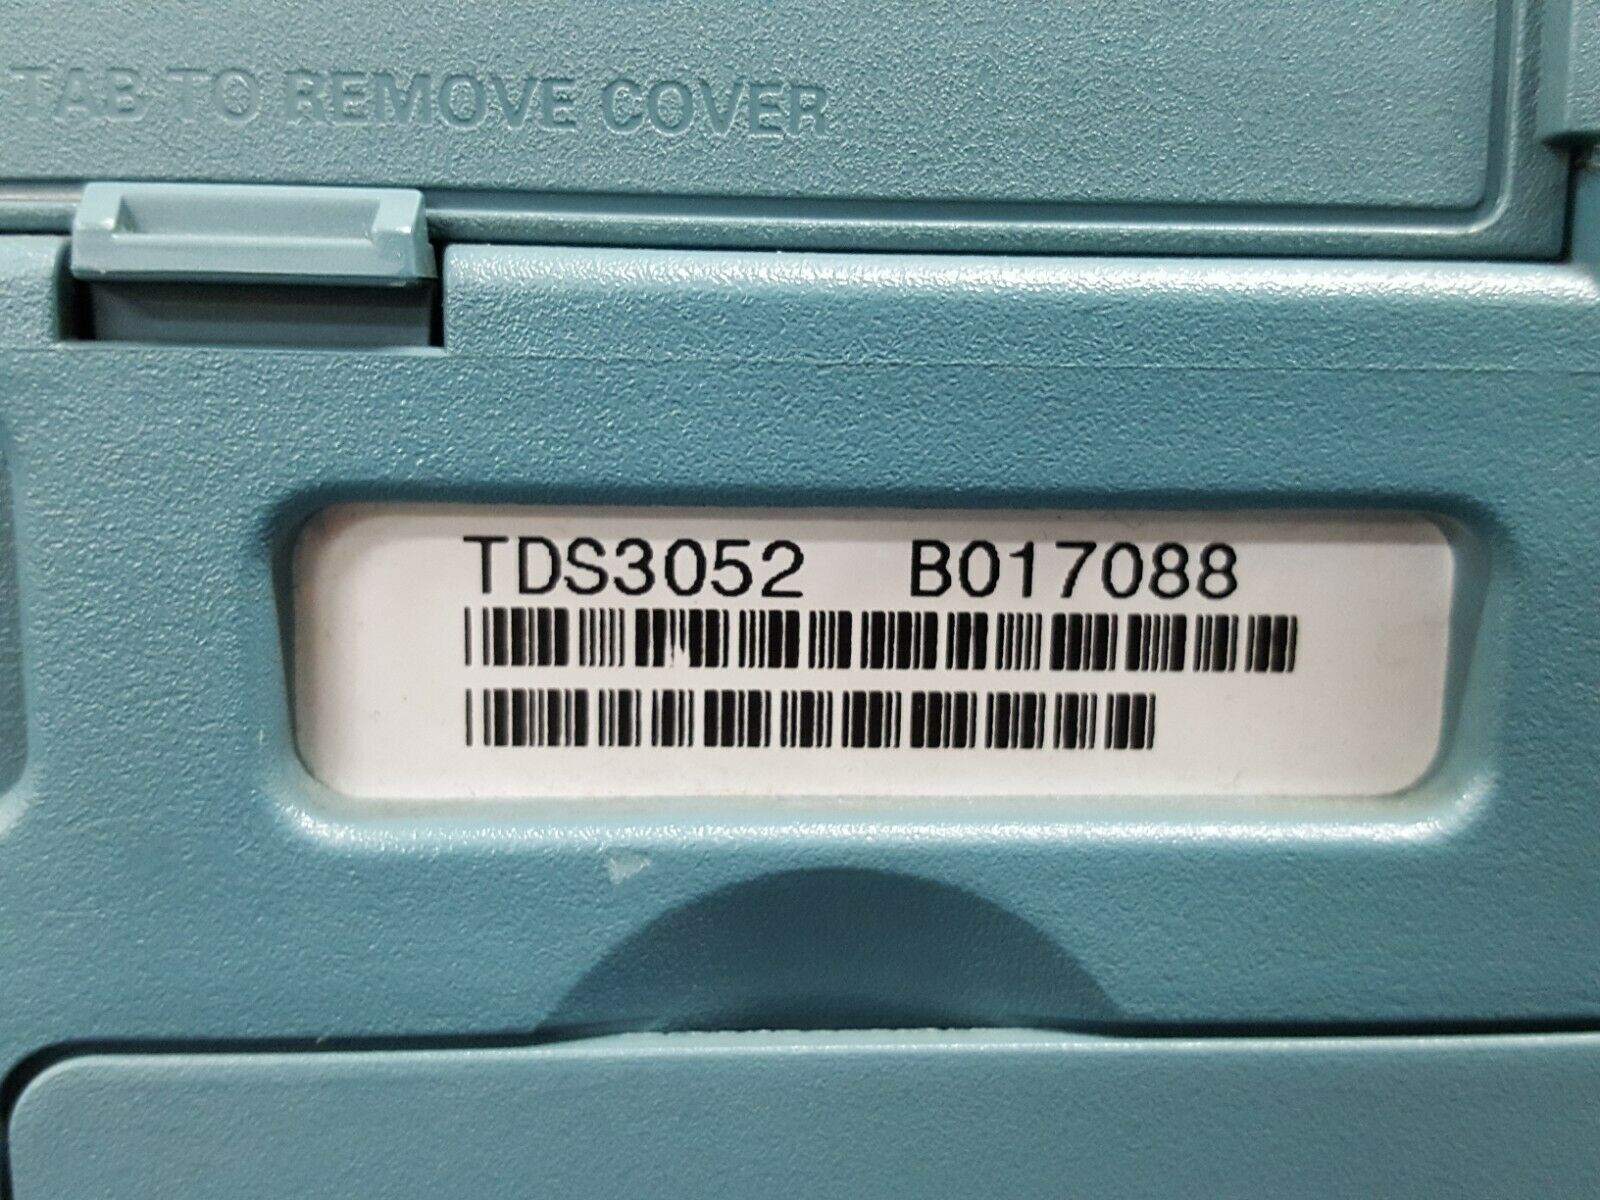 TAB TO REMOVE COVER
TDS3052 B017088